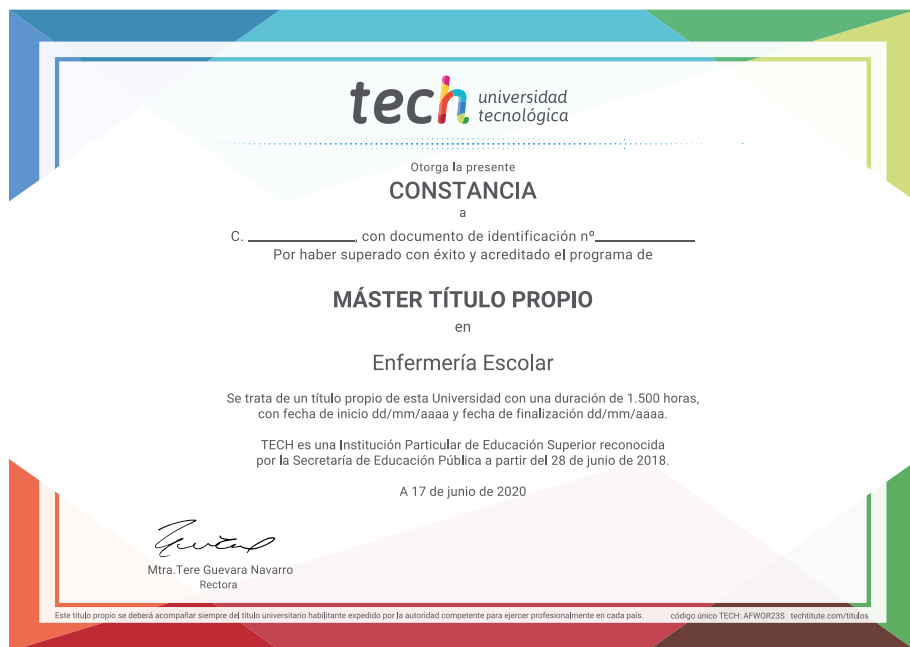 tech universidad
tecnológica
Otorga la presente
CONSTANCIA
a
C. ____________, con documento de identificación nº___________
Por haber superado con éxito y acreditado el programa de
MÁSTER TÍTULO PROPIO
en
Enfermería Escolar
Se trata de un título propio de esta Universidad con una duración de 1.500 horas,
con fecha de inicio dd/mm/aaaa y fecha de finalización dd/mm/aaaa.
TECH es una Institución Particular de Educación Superior reconocida
por la Secretaría de Educación Pública a partir del 28 de junio de 2018.
A 17 de junio de 2020
Mtra.Tere Guevara Navarro
Rectora
Este título propio se deberá acompañar siempre del título universitario habilitante expedido por la autoridad competente para ejercer profesionalmente en cada país. código único TECH: AFWOR23S techtitute.com/titulos